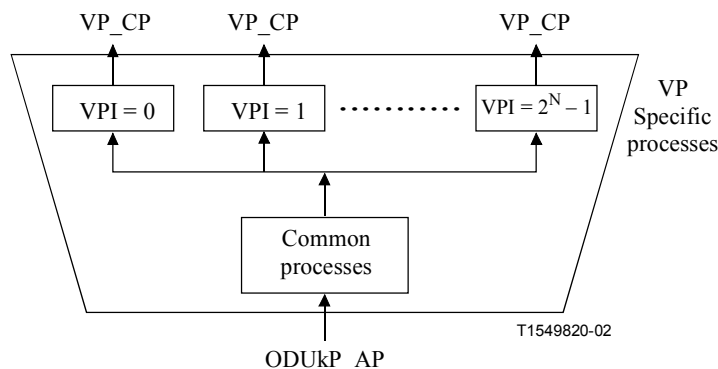 VP_CP VP_CP VP_CP
VPI = 0 VPI = 1 VPI = 2^N – 1
VP
Specific
processes
Common
processes
T1549820-02
ODUkP_AP